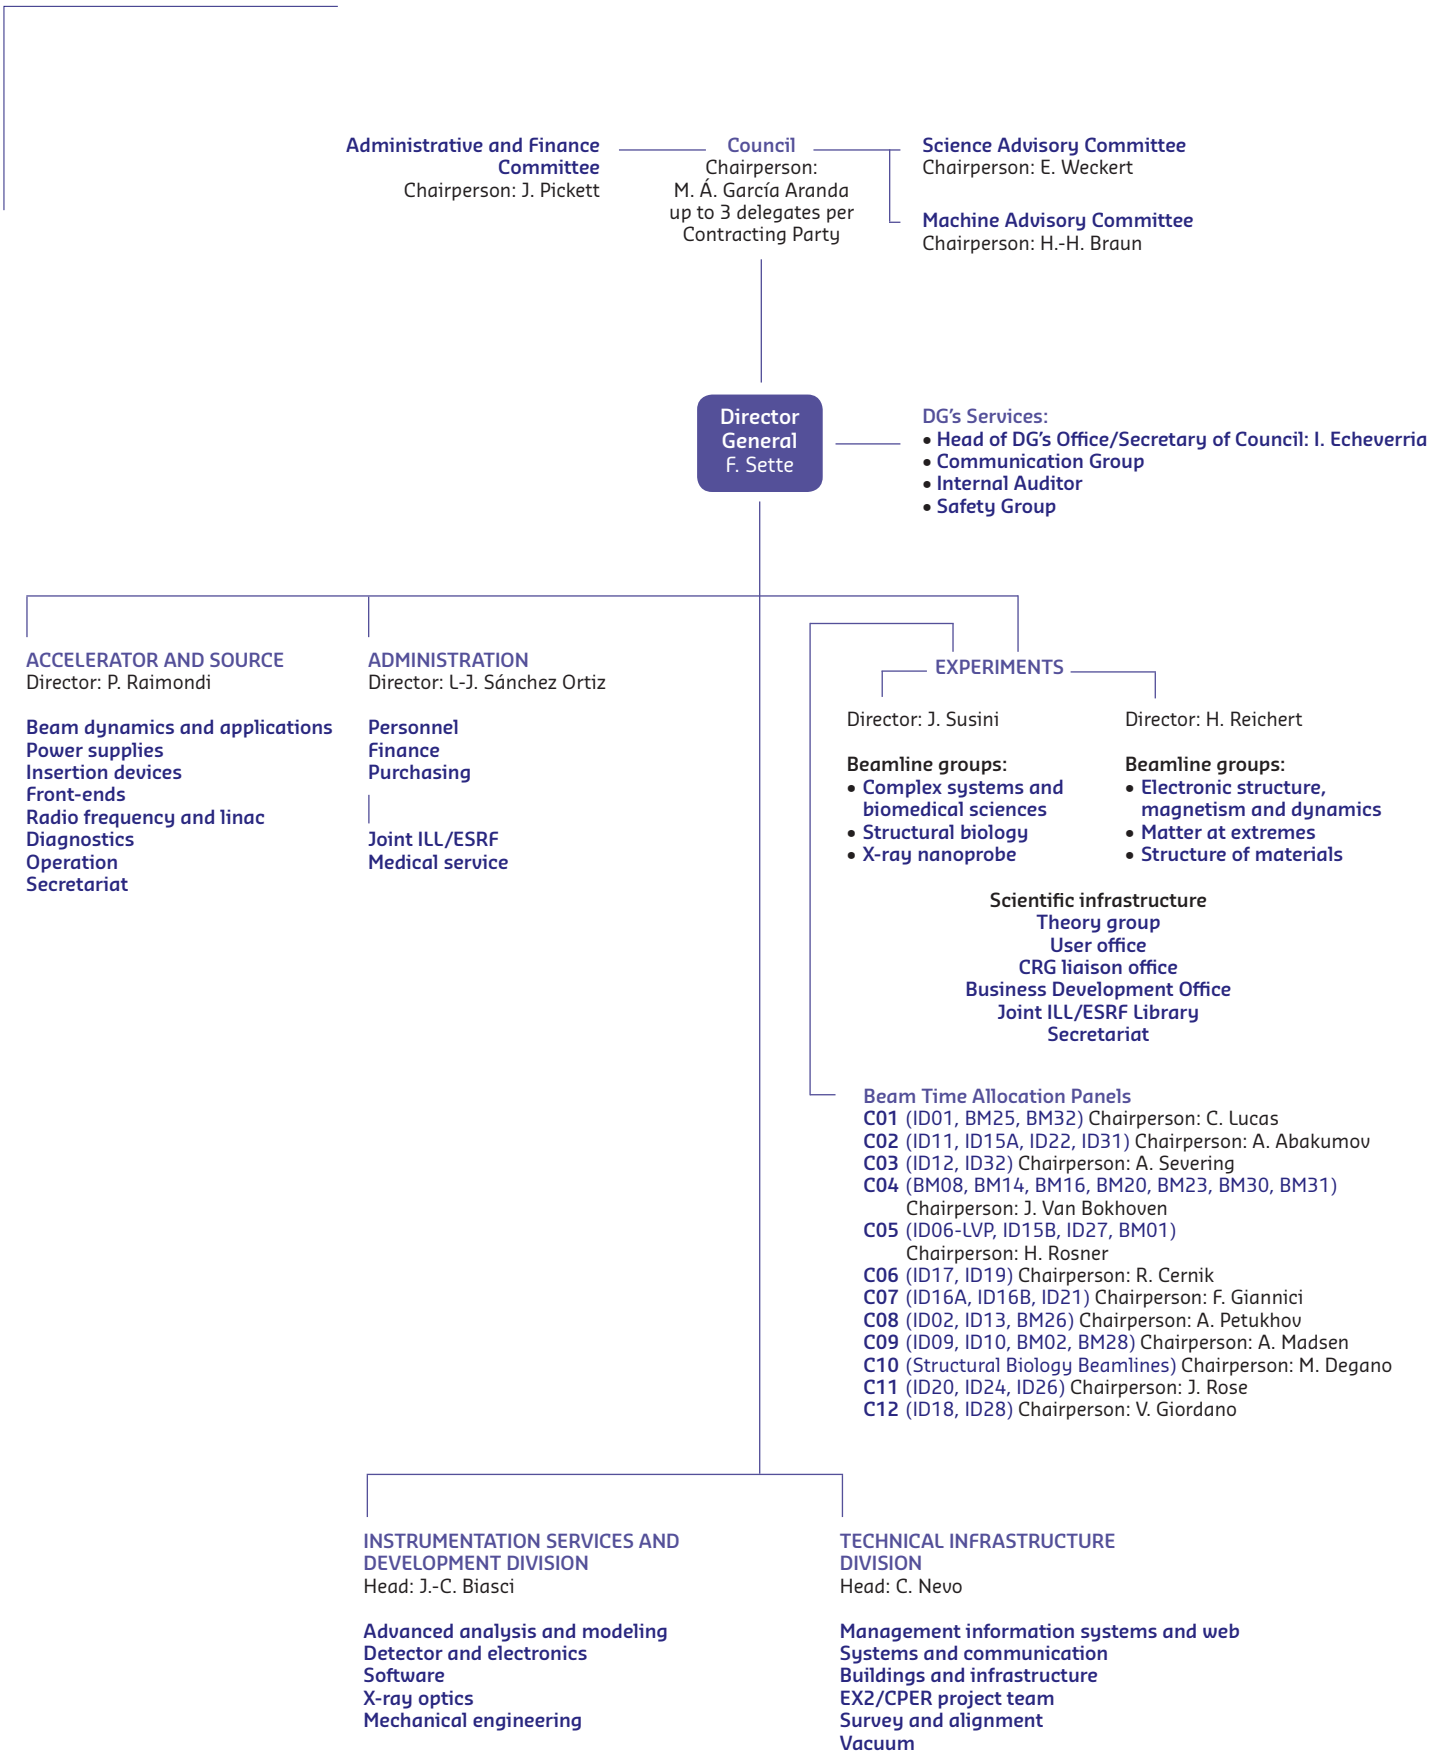 Administrative and Finance
Committee
Chairperson: J. Pickett
Council
Chairperson:
M. Á. García Aranda
up to 3 delegates per
Contracting Party
Science Advisory Committee
Chairperson: E. Weckert
Machine Advisory Committee
Chairperson: H.-H. Braun
Director
General
F. Sette
DG's Services:
• Head of DG's Office/Secretary of Council: I. Echeverria
• Communication Group
• Internal Auditor
• Safety Group
ACCELERATOR AND SOURCE
Director: P. Raimondi
Beam dynamics and applications
Power supplies
Insertion devices
Front-ends
Radio frequency and linac
Diagnostics
Operation
Secretariat
ADMINISTRATION
Director: L-J. Sánchez Ortiz
Personnel
Finance
Purchasing
Joint ILL/ESRF
Medical service
EXPERIMENTS
Director: J. Susini
Beamline groups:
• Complex systems and
biomedical sciences
• Structural biology
• X-ray nanoprobe
Director: H. Reichert
Beamline groups:
• Electronic structure,
magnetism and dynamics
• Matter at extremes
• Structure of materials
Scientific infrastructure
Theory group
User office
CRG liaison office
Business Development Office
Joint ILL/ESRF Library
Secretariat
Beam Time Allocation Panels
C01 (ID01, BM25, BM32) Chairperson: C. Lucas
C02 (ID11, ID15A, ID22, ID31) Chairperson: A. Abakumov
C03 (ID12, ID32) Chairperson: A. Severing
C04 (BM08, BM14, BM16, BM20, BM23, BM30, BM31)
Chairperson: J. Van Bokhoven
C05 (ID06-LVP, ID15B, ID27, BM01)
Chairperson: H. Rosner
C06 (ID17, ID19) Chairperson: R. Cernik
C07 (ID16A, ID16B, ID21) Chairperson: F. Giannici
C08 (ID02, ID13, BM26) Chairperson: A. Petukhov
C09 (ID09, ID10, BM02, BM28) Chairperson: A. Madsen
C10 (Structural Biology Beamlines) Chairperson: M. Degano
C11 (ID20, ID24, ID26) Chairperson: J. Rose
C12 (ID18, ID28) Chairperson: V. Giordano
INSTRUMENTATION SERVICES AND
DEVELOPMENT DIVISION
Head: J.-C. Biasci
Advanced analysis and modeling
Detector and electronics
Software
X-ray optics
Mechanical engineering
TECHNICAL INFRASTRUCTURE
DIVISION
Head: C. Nevo
Management information systems and web
Systems and communication
Buildings and infrastructure
EX2/CPER project team
Survey and alignment
Vacuum